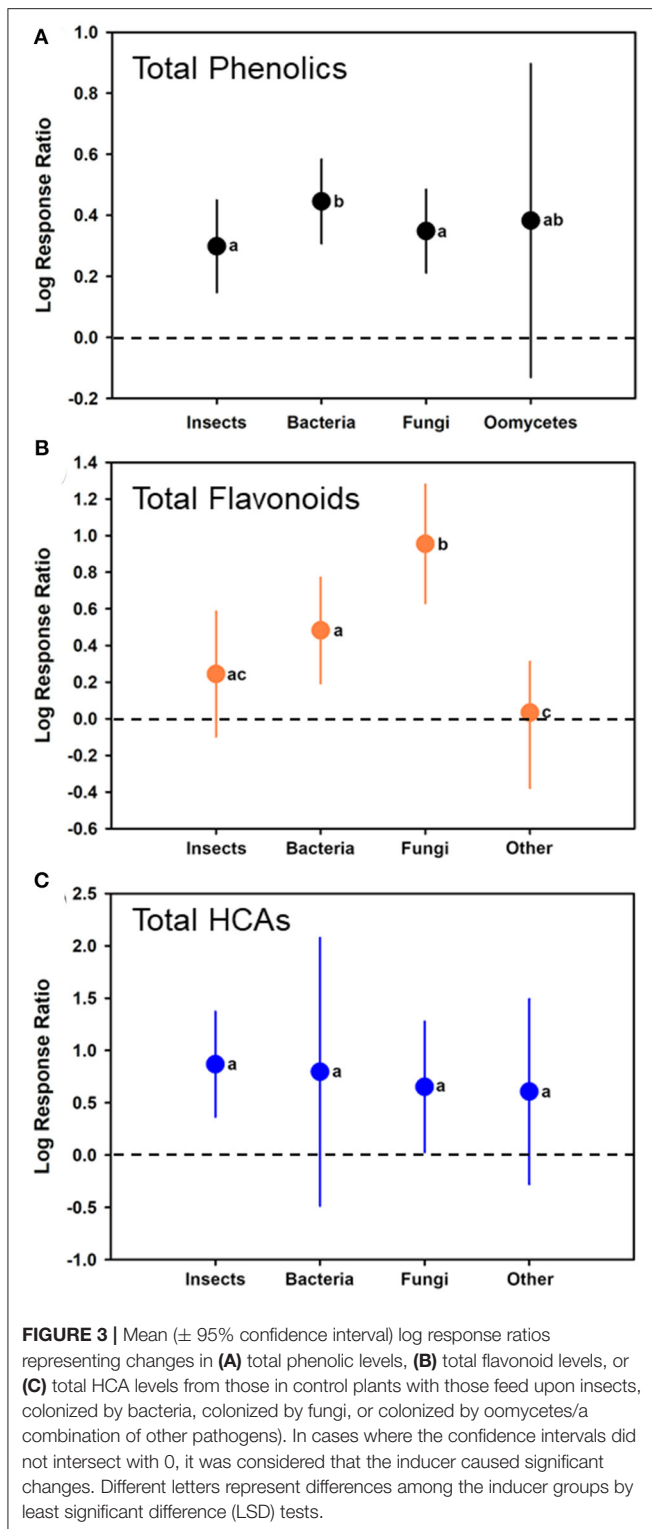 A
Total Phenolics
Log Response Ratio
1.0
0.8
0.6
0.4
0.2
0.0
-0.2
a
b
a
ab
Insects Bacteria Fungi Oomycetes
B
Total Flavonoids
Log Response Ratio
1.4
1.2
1.0
0.8
0.6
0.4
0.2
0.0
-0.2
-0.4
-0.6
ac
a
b
c
Insects Bacteria Fungi Other
C
Total HCAs
Log Response Ratio
2.5
2.0
1.5
1.0
0.5
0.0
-0.5
-1.0
a
a
a
a
Insects Bacteria Fungi Other
FIGURE 3 | Mean (± 95% confidence interval) log response ratios
representing changes in (A) total phenolic levels, (B) total flavonoid levels, or
(C) total HCA levels from those in control plants with those feed upon insects,
colonized by bacteria, colonized by fungi, or colonized by oomycetes/a
combination of other pathogens). In cases where the confidence intervals did
not intersect with 0, it was considered that the inducer caused significant
changes. Different letters represent differences among the inducer groups by
least significant difference (LSD) tests.